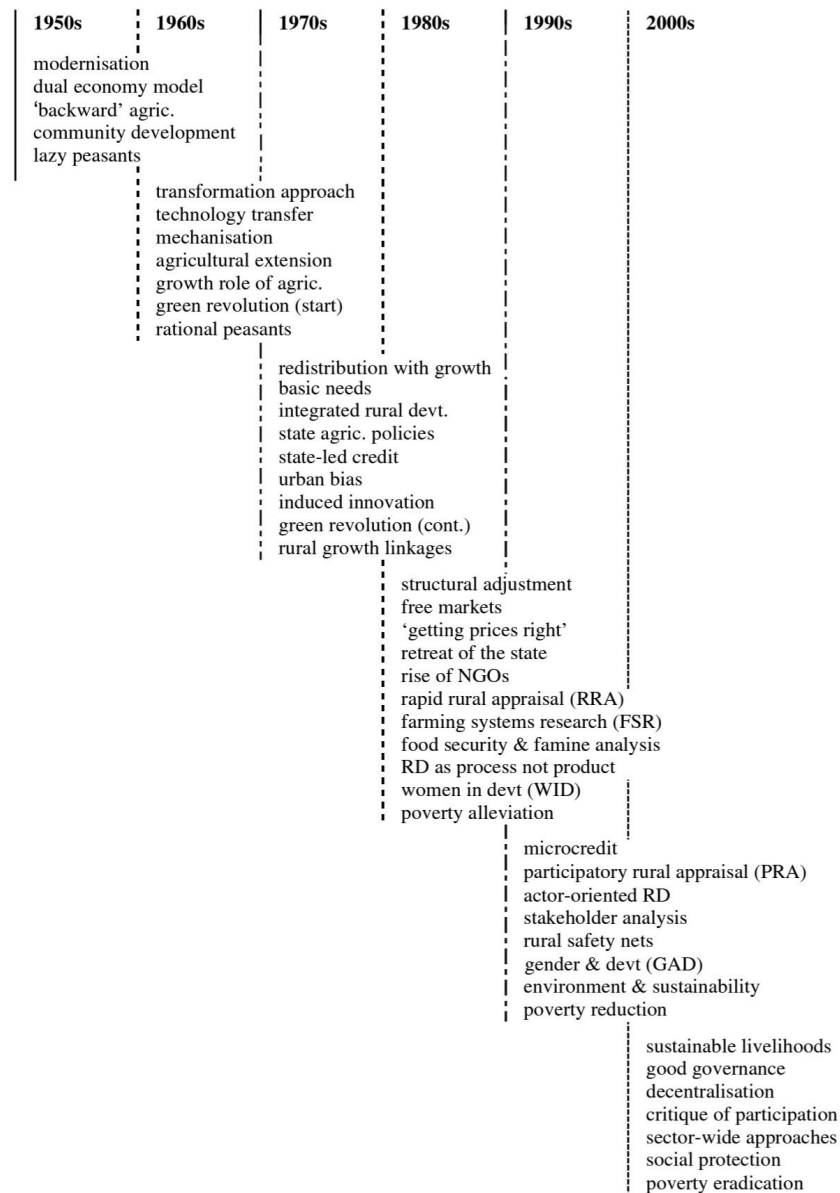 1950s 1960s 1970s 1980s 1990s 2000s
modernisation
dual economy model
‘backward’ agric.
community development
lazy peasants
transformation approach
technology transfer
mechanisation
agricultural extension
growth role of agric.
green revolution (start)
rational peasants
redistribution with growth
basic needs
integrated rural devt.
state agric. policies
state-led credit
urban bias
induced innovation
green revolution (cont.)
rural growth linkages
structural adjustment
free markets
‘getting prices right’
retreat of the state
rise of NGOs
rapid rural appraisal (RRA)
farming systems research (FSR)
food security & famine analysis
RD as process not product
women in devt (WID)
poverty alleviation
microcredit
participatory rural appraisal (PRA)
actor-oriented RD
stakeholder analysis
rural safety nets
gender & devt (GAD)
environment & sustainability
poverty reduction
sustainable livelihoods
good governance
decentralisation
critique of participation
sector-wide approaches
social protection
poverty eradication